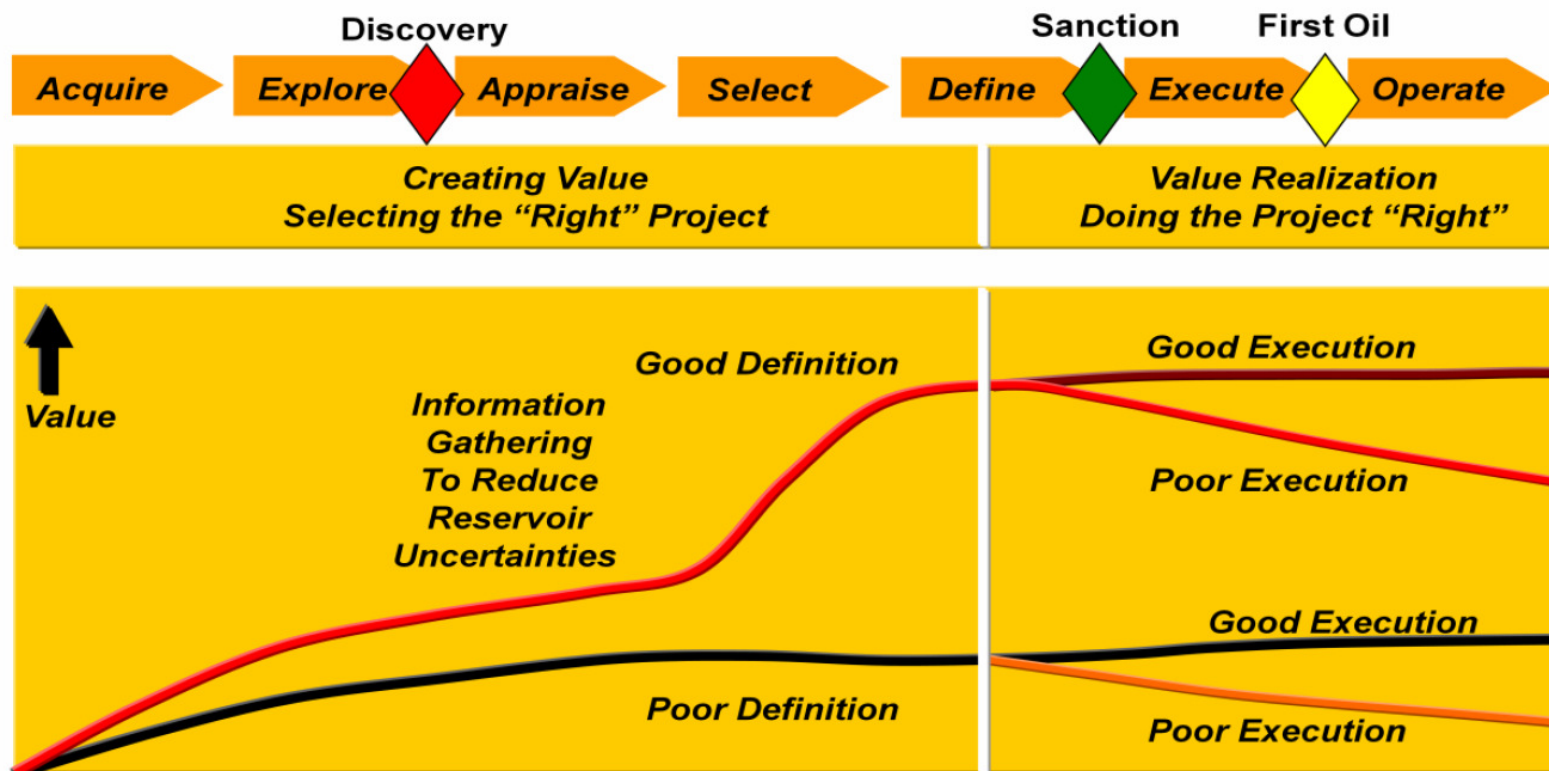 Discovery
Sanction
First Oil
Acquire
Explore
Appraise
Select
Define
Execute
Operate
Creating Value
Selecting the “Right” Project
Value Realization
Doing the Project “Right”
Value
Information
Gathering
To Reduce
Reservoir
Uncertainties
Good Definition
Poor Definition
Good Execution
Poor Execution
Good Execution
Poor Execution